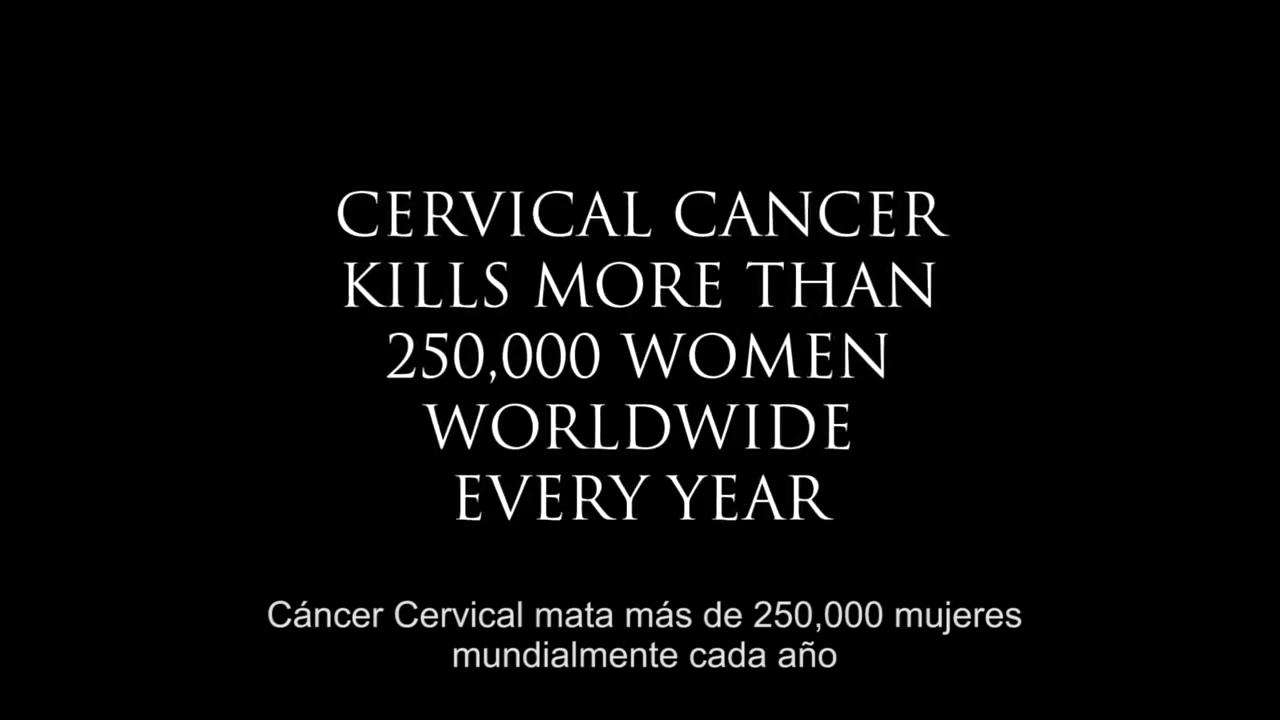 CERVICAL CANCER
KILLS MORE THAN
250,000 WOMEN
WORLDWIDE
EVERY YEAR
Cáncer Cervical mata más de 250,000 mujeres
mundialmente cada año